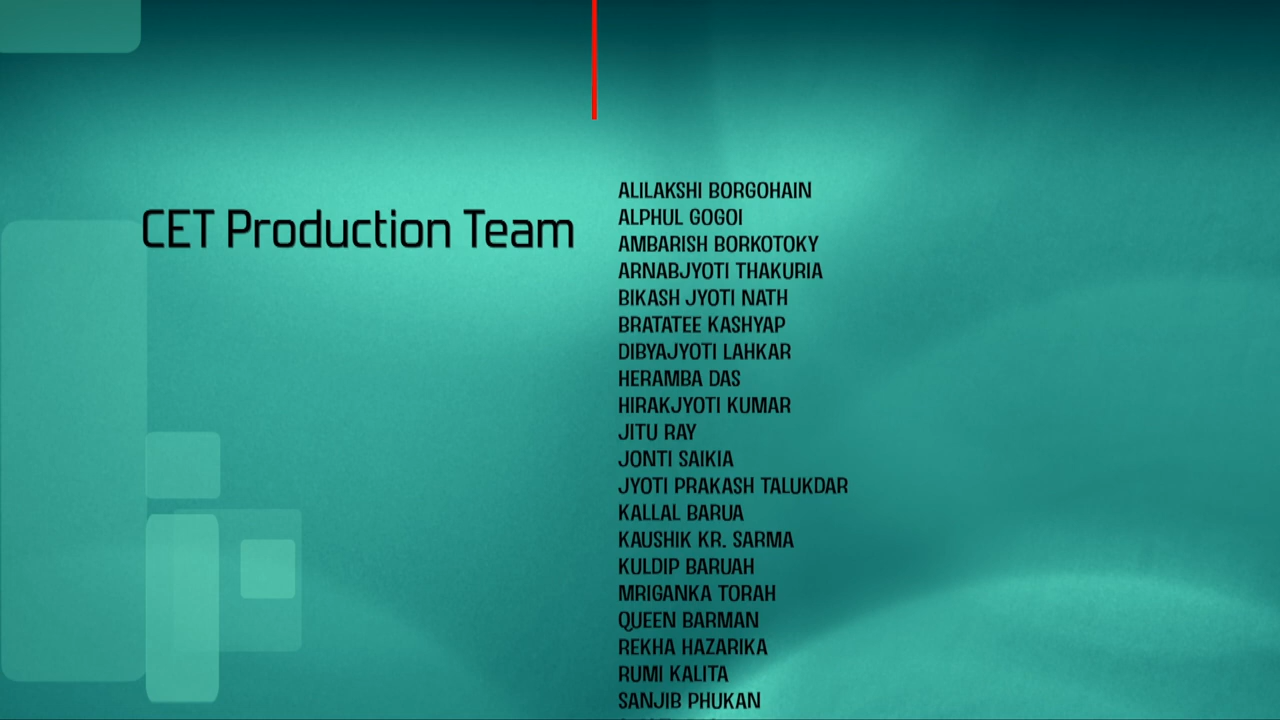 CET Production Team
ALILAKSHI BORGOHAIN
ALPHUL GOGOI
AMBARISH BORKOTOKY
ARNABJYOTI THAKURIA
BIKASH JYOTI NATH
BRATATEE KASHYAP
DIBYAJYOTI LAHKAR
HERAMBA DAS
HIRAKJYOTI KUMAR
JITU RAY
JONTI SAIKIA
JYOTI PRAKASH TALUKDAR
KALLAL BARUA
KAUSHIK KR. SARMA
KULDIP BARUAH
MRIGANKA TORAH
QUEEN BARMAN
REKHA HAZARIKA
RUMI KALITA
SANJIB PHUKAN